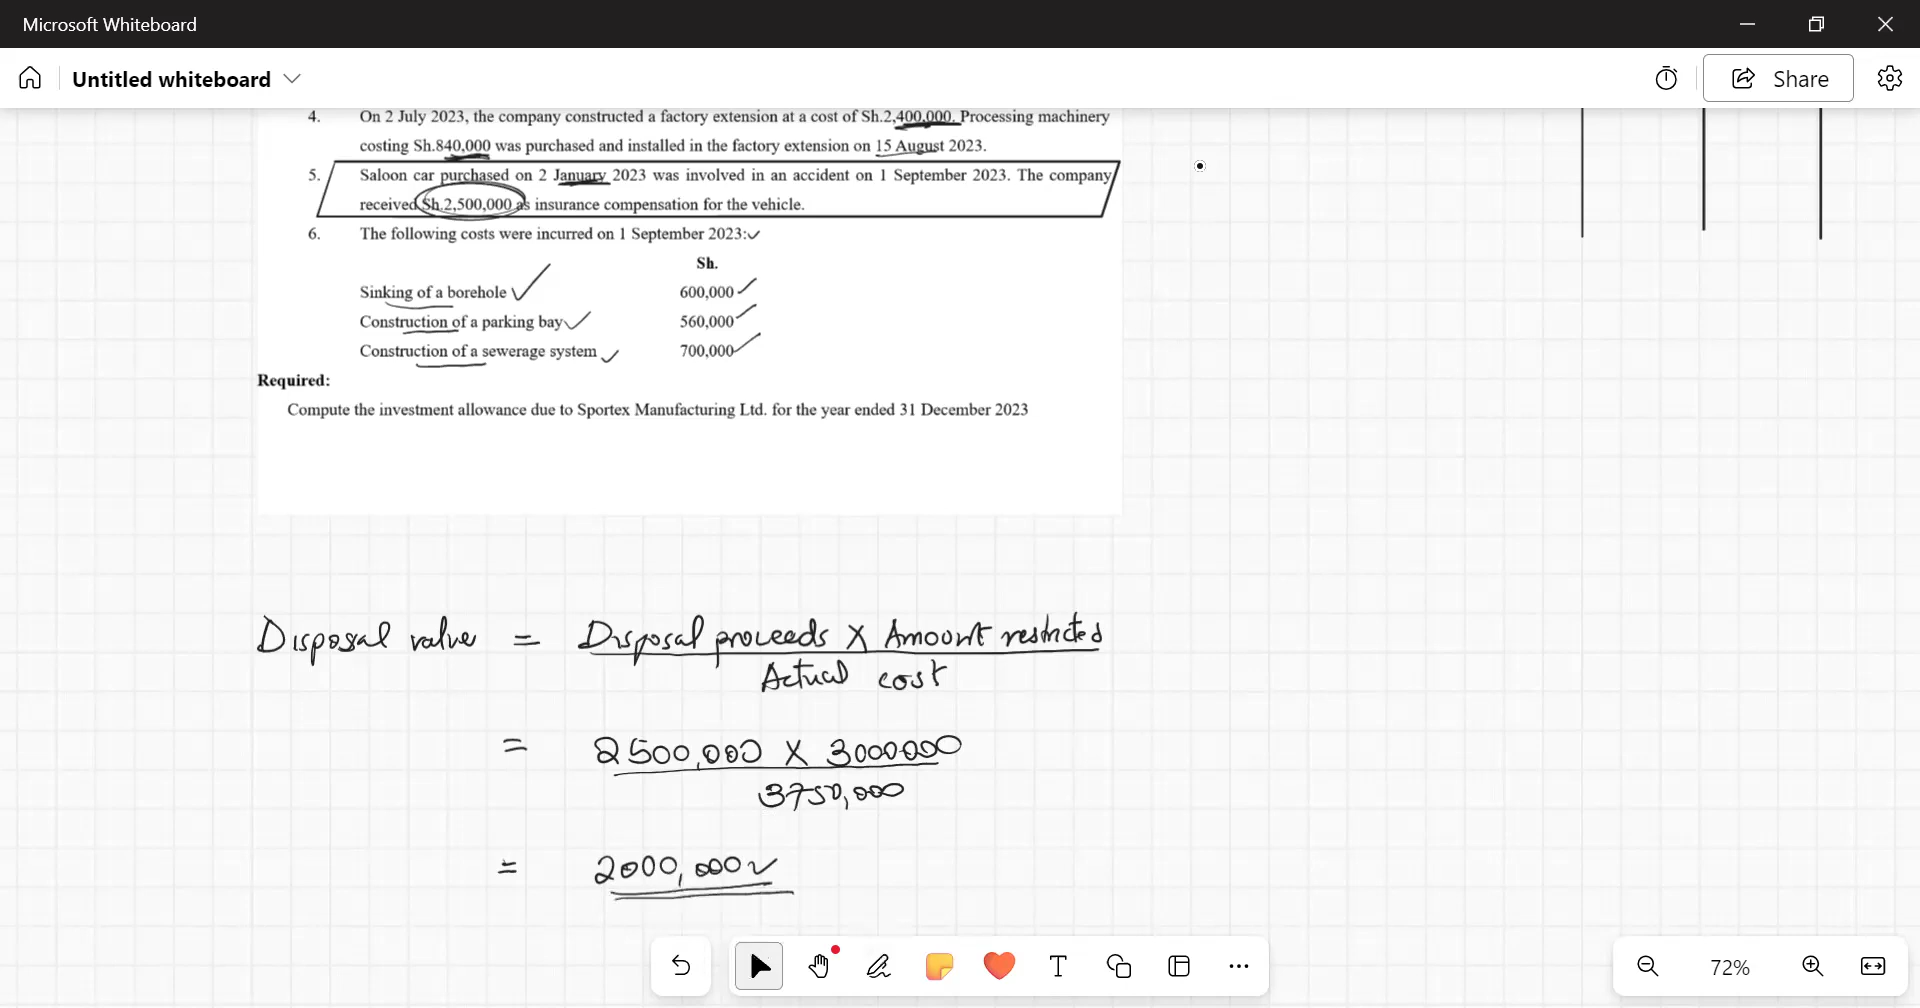 Microsoft Whiteboard
Untitled whiteboard
Share
4. On 2 July 2023, the company constructed a factory extension at a cost of Sh.2,400,000. Processing machinery
costing Sh.840,000 was purchased and installed in the factory extension on 15 August 2023.
5. Saloon car purchased on 2 January 2023 was involved in an accident on 1 September 2023. The company
received Sh.2,500,000 as insurance compensation for the vehicle.
6. The following costs were incurred on 1 September 2023:
Sh.
Sinking of a borehole 600,000
Construction of a parking bay 560,000
Construction of a sewerage system 700,000
Required:
Compute the investment allowance due to Sportex Manufacturing Ltd. for the year ended 31 December 2023
Disposal value = Disposal proceeds X Amount restricted
Actual cost
= 2500,000 X 3000000
3750,000
= 2000,000
72%